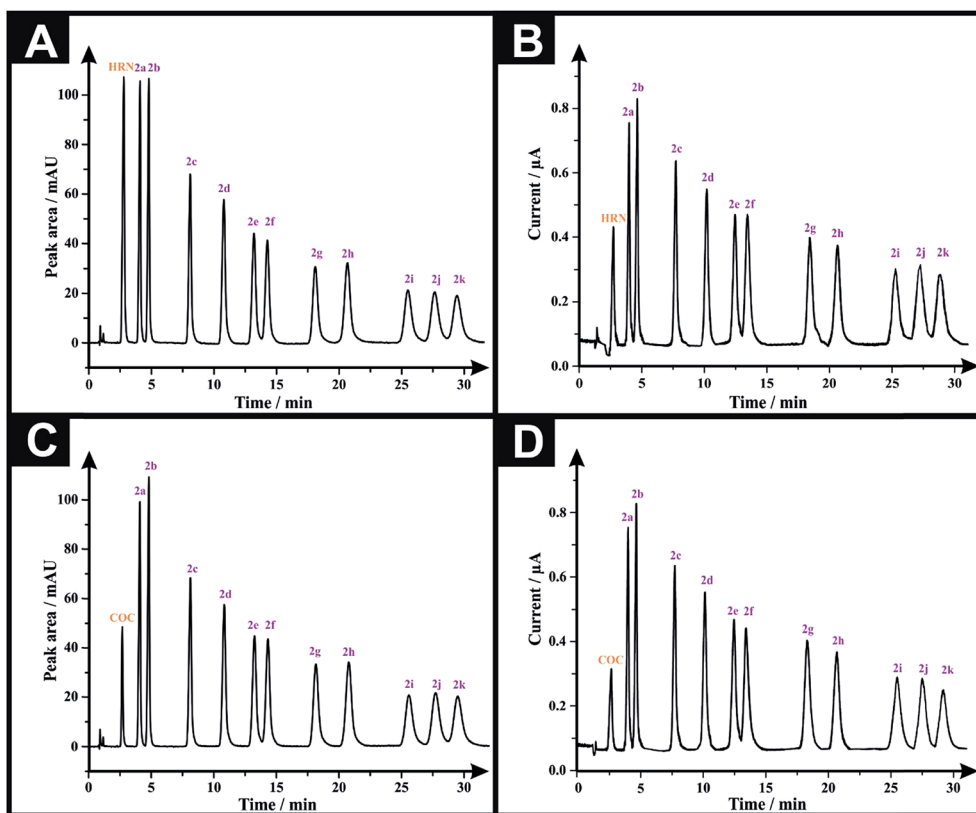 A
HRN 2a 2b
2c
2d
2e 2f
2g 2h
2i 2j 2k
Peak area / mAU
100
80
60
40
20
0
0 5 10 15 20 25 30
Time / min
B
2b
2a
2c
2d
2e 2f
HRN
2g 2h
2i 2j 2k
Current / µA
0.8
0.6
0.4
0.2
0.0
0 5 10 15 20 25 30
Time / min
C
2b
2a
2c
2d
COC
2e 2f
2g 2h
2i 2j 2k
Peak area / mAU
100
80
60
40
20
0
0 5 10 15 20 25 30
Time / min
D
2b
2a
2c
2d
2e 2f
2g 2h
COC
2i 2j 2k
Current / µA
0.8
0.6
0.4
0.2
0.0
0 5 10 15 20 25 30
Time / min